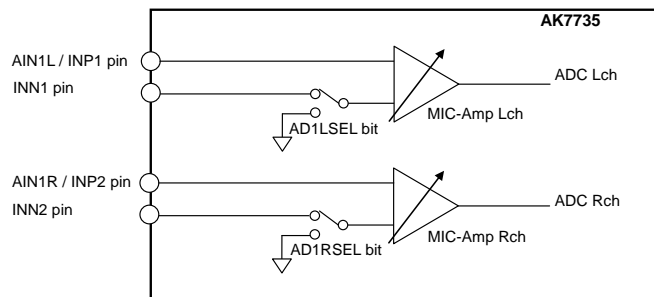 AK7735
AIN1L / INP1 pin
ADC Lch
INN1 pin
MIC-Amp Lch
AD1LSEL bit
AIN1R / INP2 pin
ADC Rch
INN2 pin
MIC-Amp Rch
AD1RSEL bit